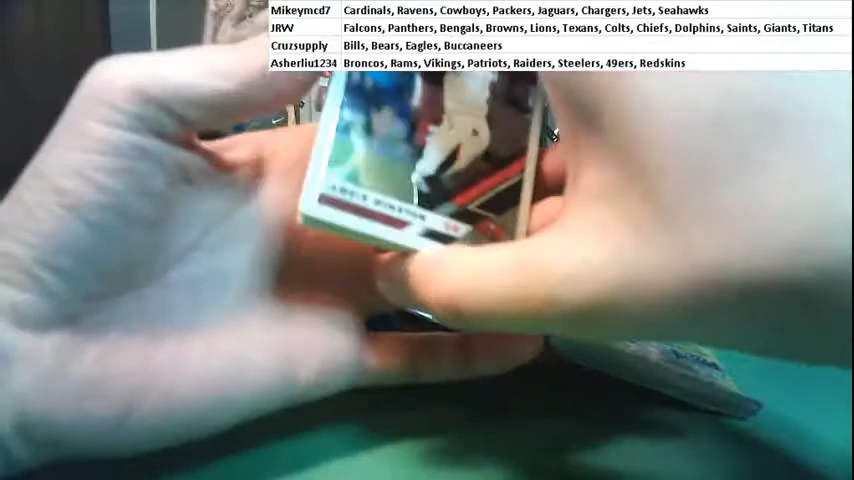 Mikeymcd7 Cardinals, Ravens, Cowboys, Packers, Jaguars, Chargers, Jets, Seahawks
JRW Falcons, Panthers, Bengals, Browns, Lions, Texans, Colts, Chiefs, Dolphins, Saints, Giants, Titans
Cruzsupply Bills, Bears, Eagles, Buccaneers
Asherliu1234 Broncos, Rams, Vikings, Patriots, Raiders, Steelers, 49ers, Redskins